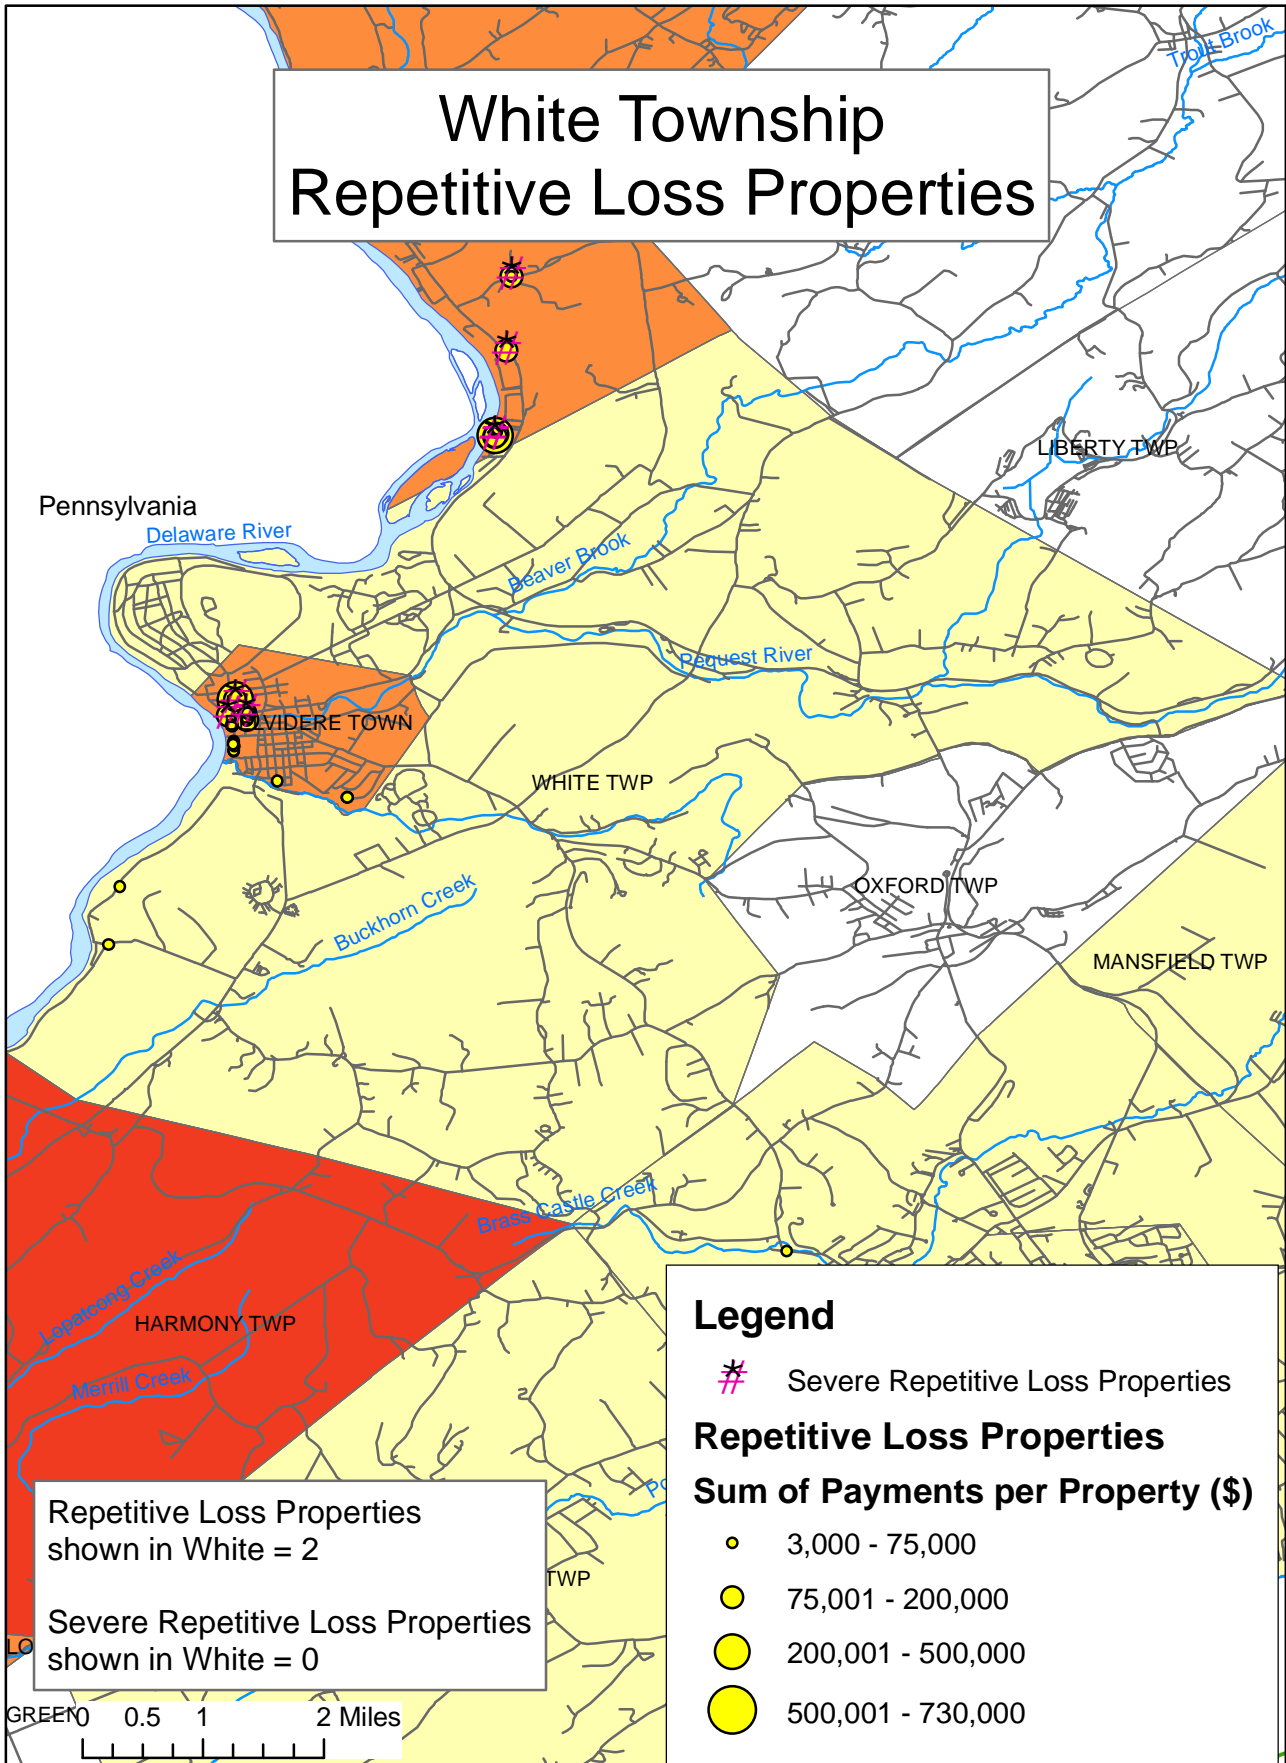 Trout Brook
White Township
Repetitive Loss Properties
LIBERTY TWP
Pennsylvania
Delaware River
Beaver Brook
Pequest River
BELVIDERE TOWN
WHITE TWP
OXFORD TWP
Buckhorn Creek
MANSFIELD TWP
Brass Castle Creek
Lopatcong Creek
HARMONY TWP
Merrill Creek
Legend
Severe Repetitive Loss Properties
Repetitive Loss Properties
Sum of Payments per Property ($)
3,000 - 75,000
75,001 - 200,000
200,001 - 500,000
500,001 - 730,000
Po
Repetitive Loss Properties
shown in White = 2
TWP
Severe Repetitive Loss Properties
shown in White = 0
LO
GREEN
0 0.5 1 2 Miles